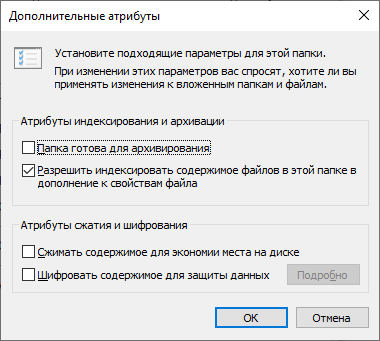 Дополнительные атрибуты
Установите подходящие параметры для этой папки.
При изменении этих параметров вас спросят, хотите ли вы
применять изменения к вложенным папкам и файлам.
Атрибуты индексирования и архивации
Папка готова для архивирования
Разрешить индексировать содержимое файлов в этой папке в
дополнение к свойствам файла
Атрибуты сжатия и шифрования
Сжимать содержимое для экономии места на диске
Шифровать содержимое для защиты данных
Подробно
ОК
Отмена